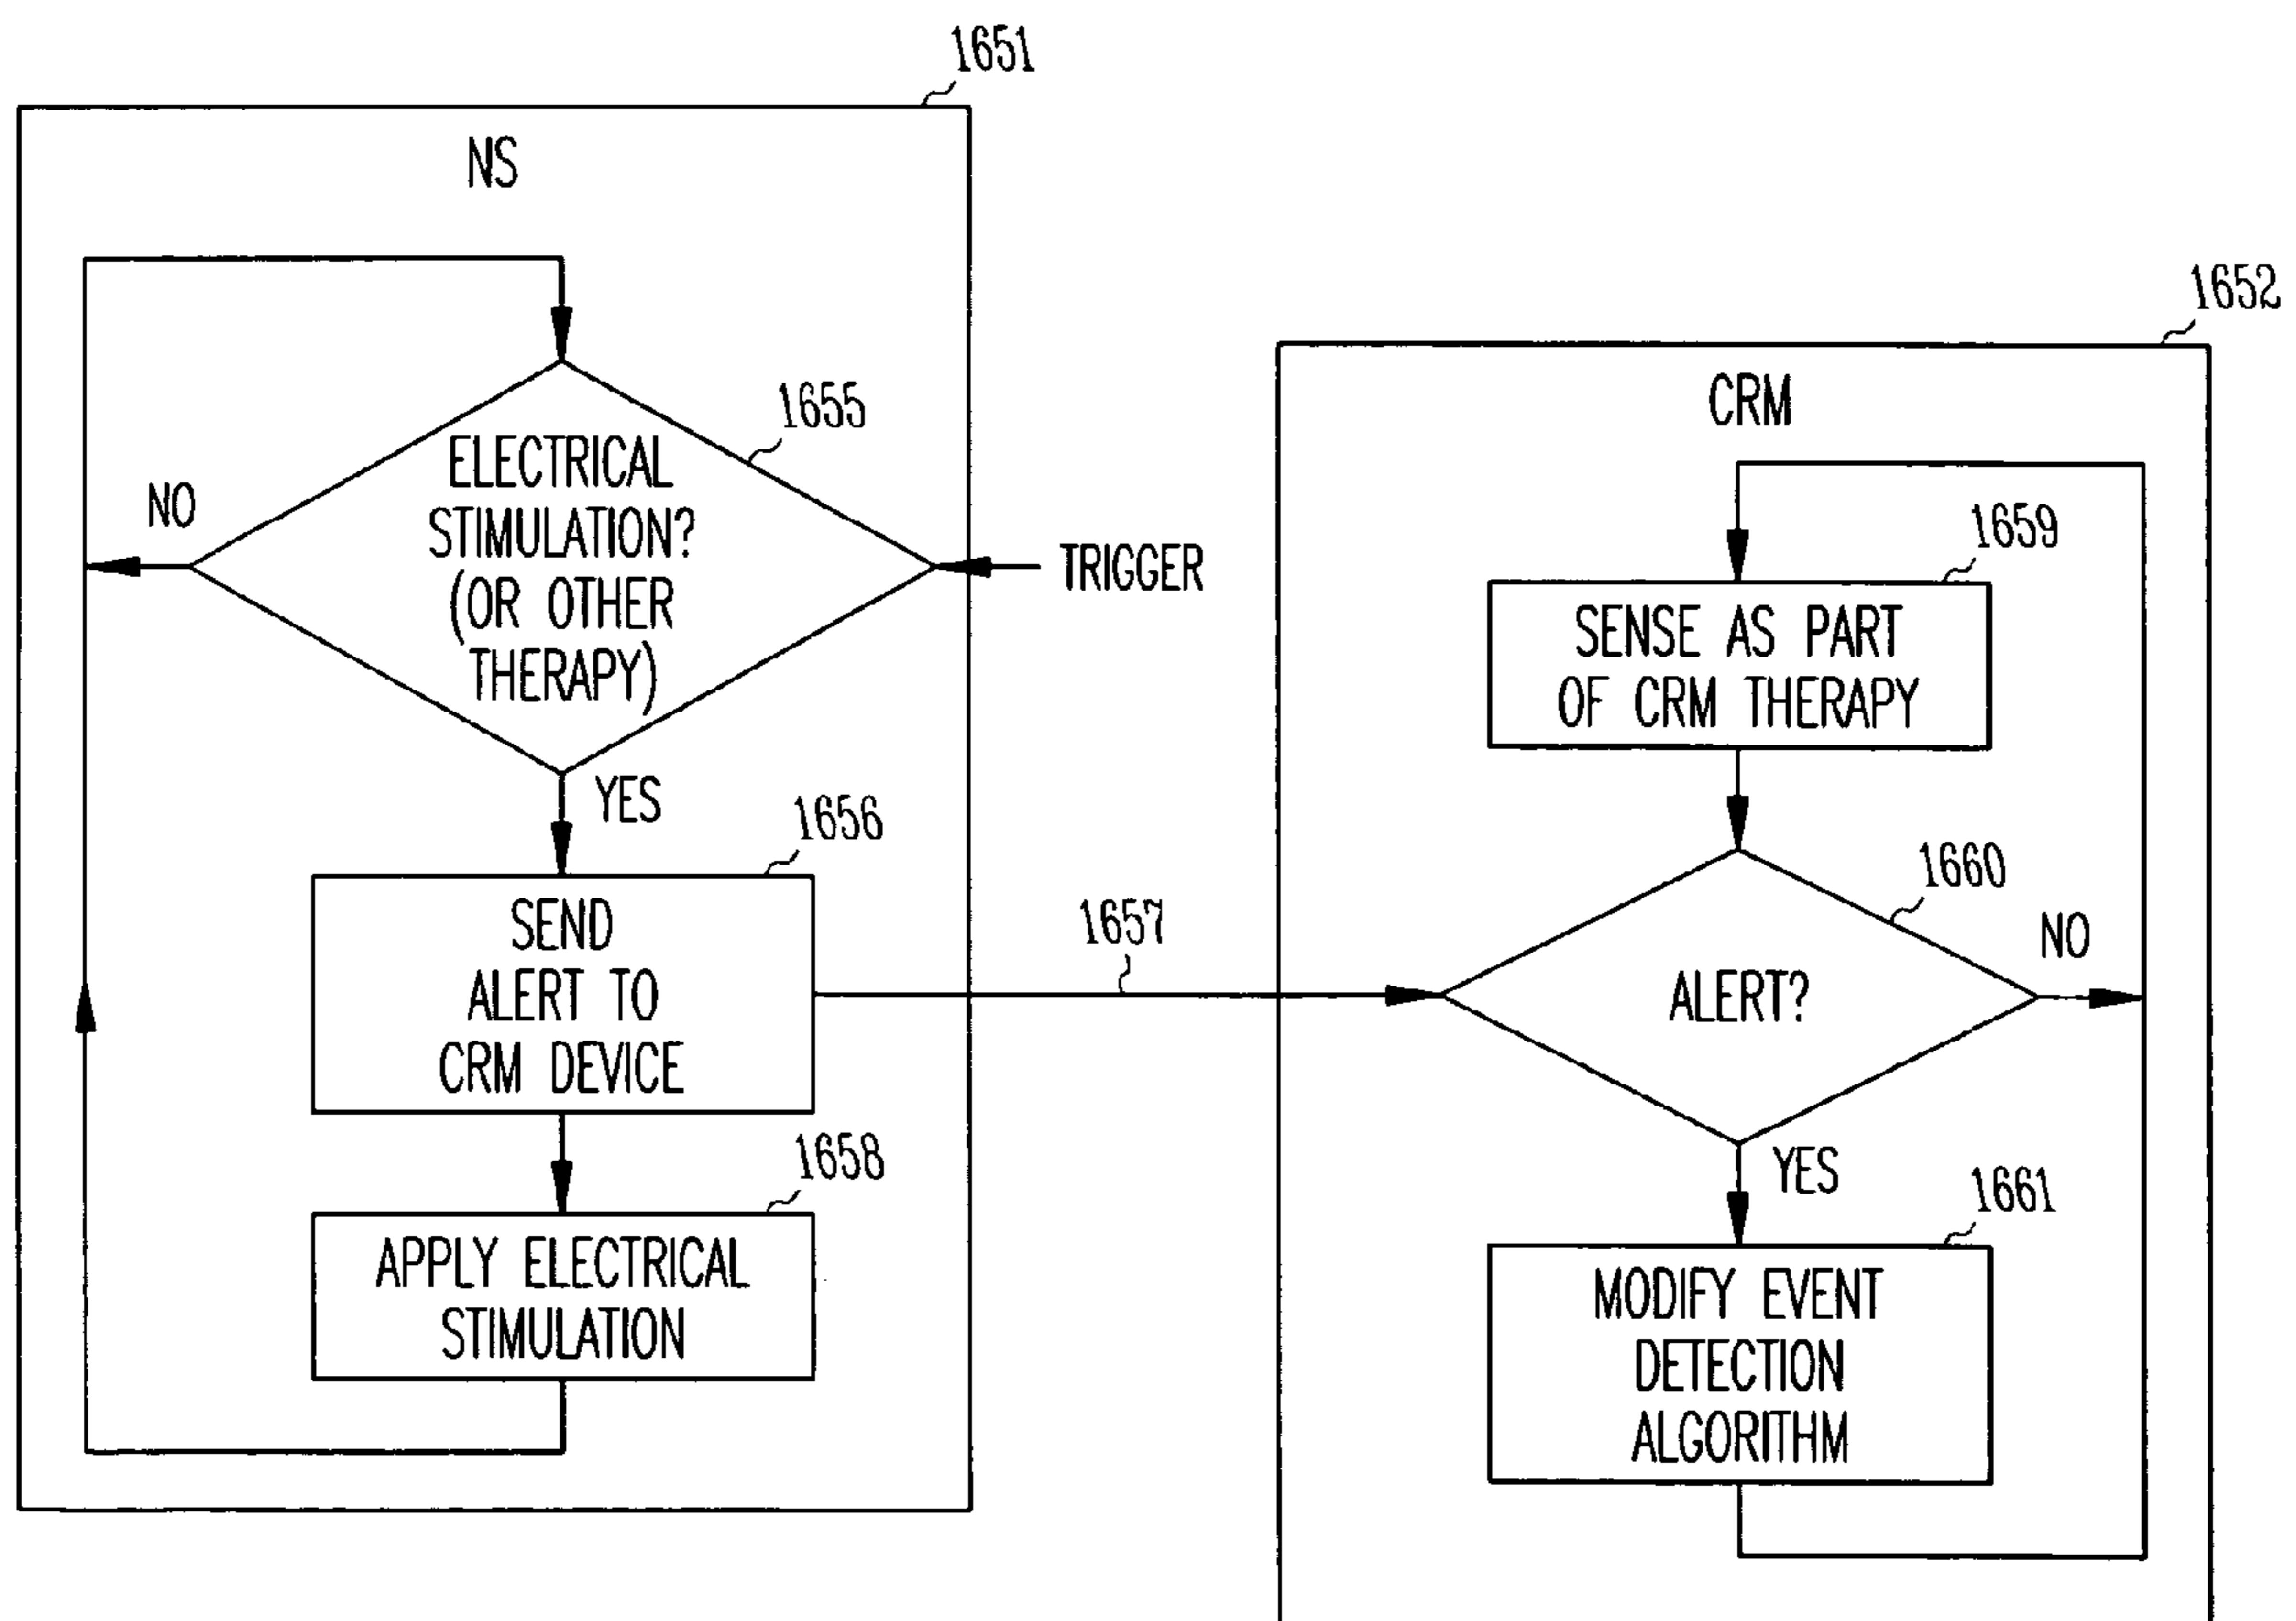 1651
NS
1655
ELECTRICAL
STIMULATION?
(OR OTHER
THERAPY)
NO
TRIGGER
YES
1656
SEND
ALERT TO
CRM DEVICE
1657
1658
APPLY ELECTRICAL
STIMULATION
1652
CRM
1659
SENSE AS PART
OF CRM THERAPY
1660
NO
ALERT?
YES
1661
MODIFY EVENT
DETECTION
ALGORITHM